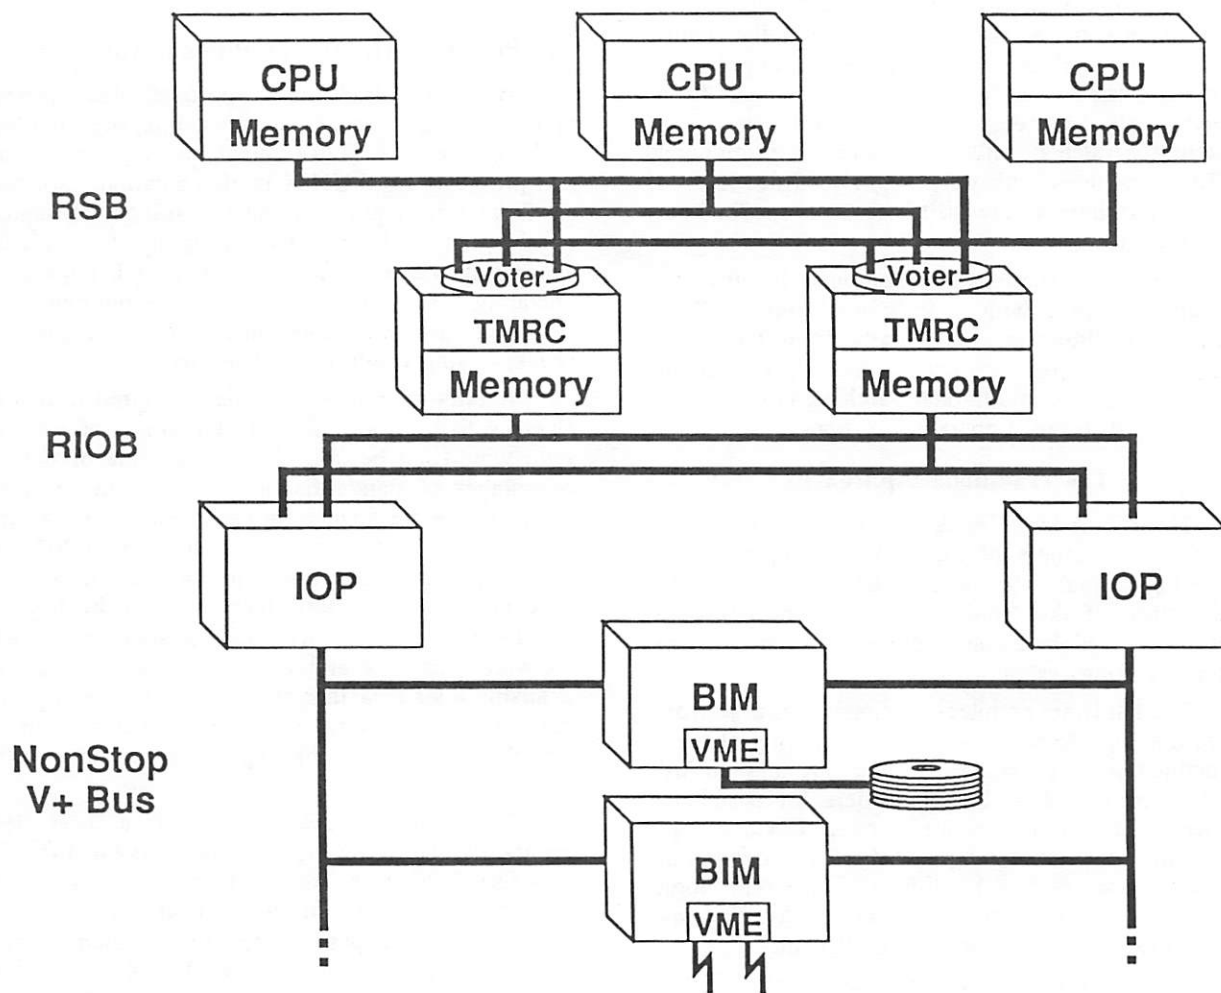 CPU
Memory
CPU
Memory
CPU
Memory
RSB
Voter
TMRC
Memory
Voter
TMRC
Memory
RIOB
IOP
IOP
BIM
VME
NonStop
V+ Bus
BIM
VME